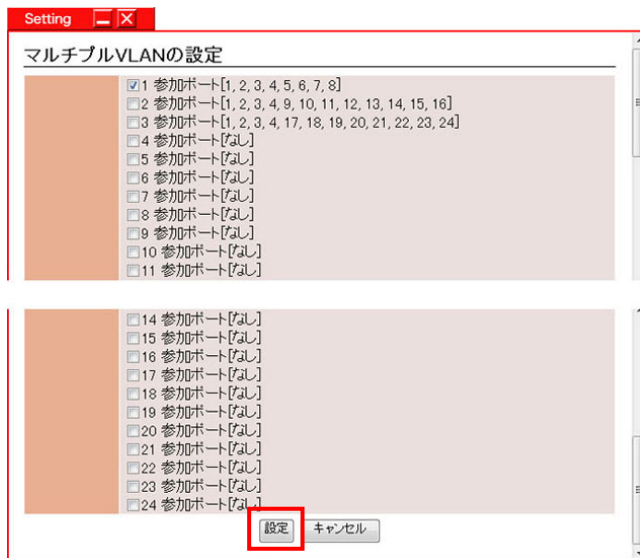 Setting
マルチプルVLANの設定
1 参加ポート[1, 2, 3, 4, 5, 6, 7, 8]
2 参加ポート[1, 2, 3, 4, 9, 10, 11, 12, 13, 14, 15, 16]
3 参加ポート[1, 2, 3, 4, 17, 18, 19, 20, 21, 22, 23, 24]
4 参加ポート[なし]
5 参加ポート[なし]
6 参加ポート[なし]
7 参加ポート[なし]
8 参加ポート[なし]
9 参加ポート[なし]
10 参加ポート[なし]
11 参加ポート[なし]
14 参加ポート[なし]
15 参加ポート[なし]
16 参加ポート[なし]
17 参加ポート[なし]
18 参加ポート[なし]
19 参加ポート[なし]
20 参加ポート[なし]
21 参加ポート[なし]
22 参加ポート[なし]
23 参加ポート[なし]
24 参加ポート[なし]
設定 キャンセル